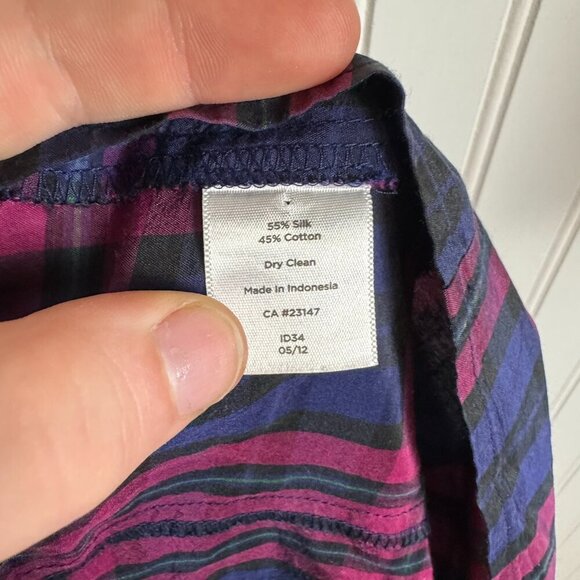 55% Silk
45% Cotton
Dry Clean
Made in Indonesia
CA #23147
ID34
05/12